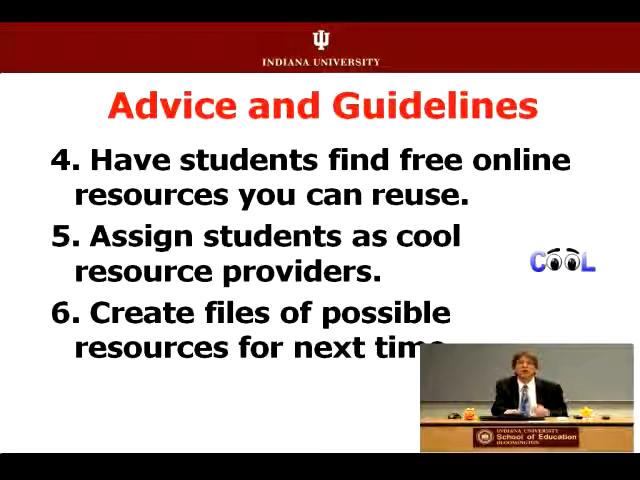 INDIANA UNIVERSITY
Advice and Guidelines
4. Have students find free online
resources you can reuse.
5. Assign students as cool
resource providers.
COOL
6. Create files of possible
resources for next time
INDIANA UNIVERSITY
School of Education
BLOOMINGTON